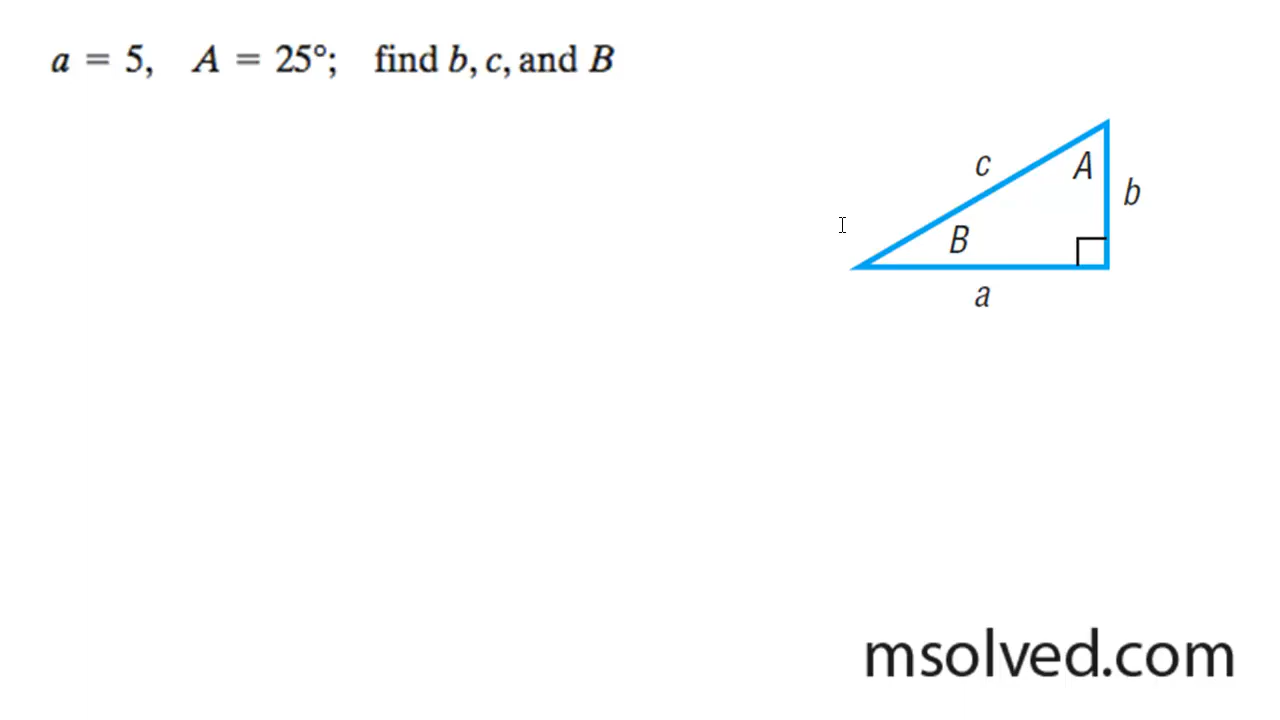 a = 5, A = 25°; find b, c, and B
c
A
b
B
a
msolved.com